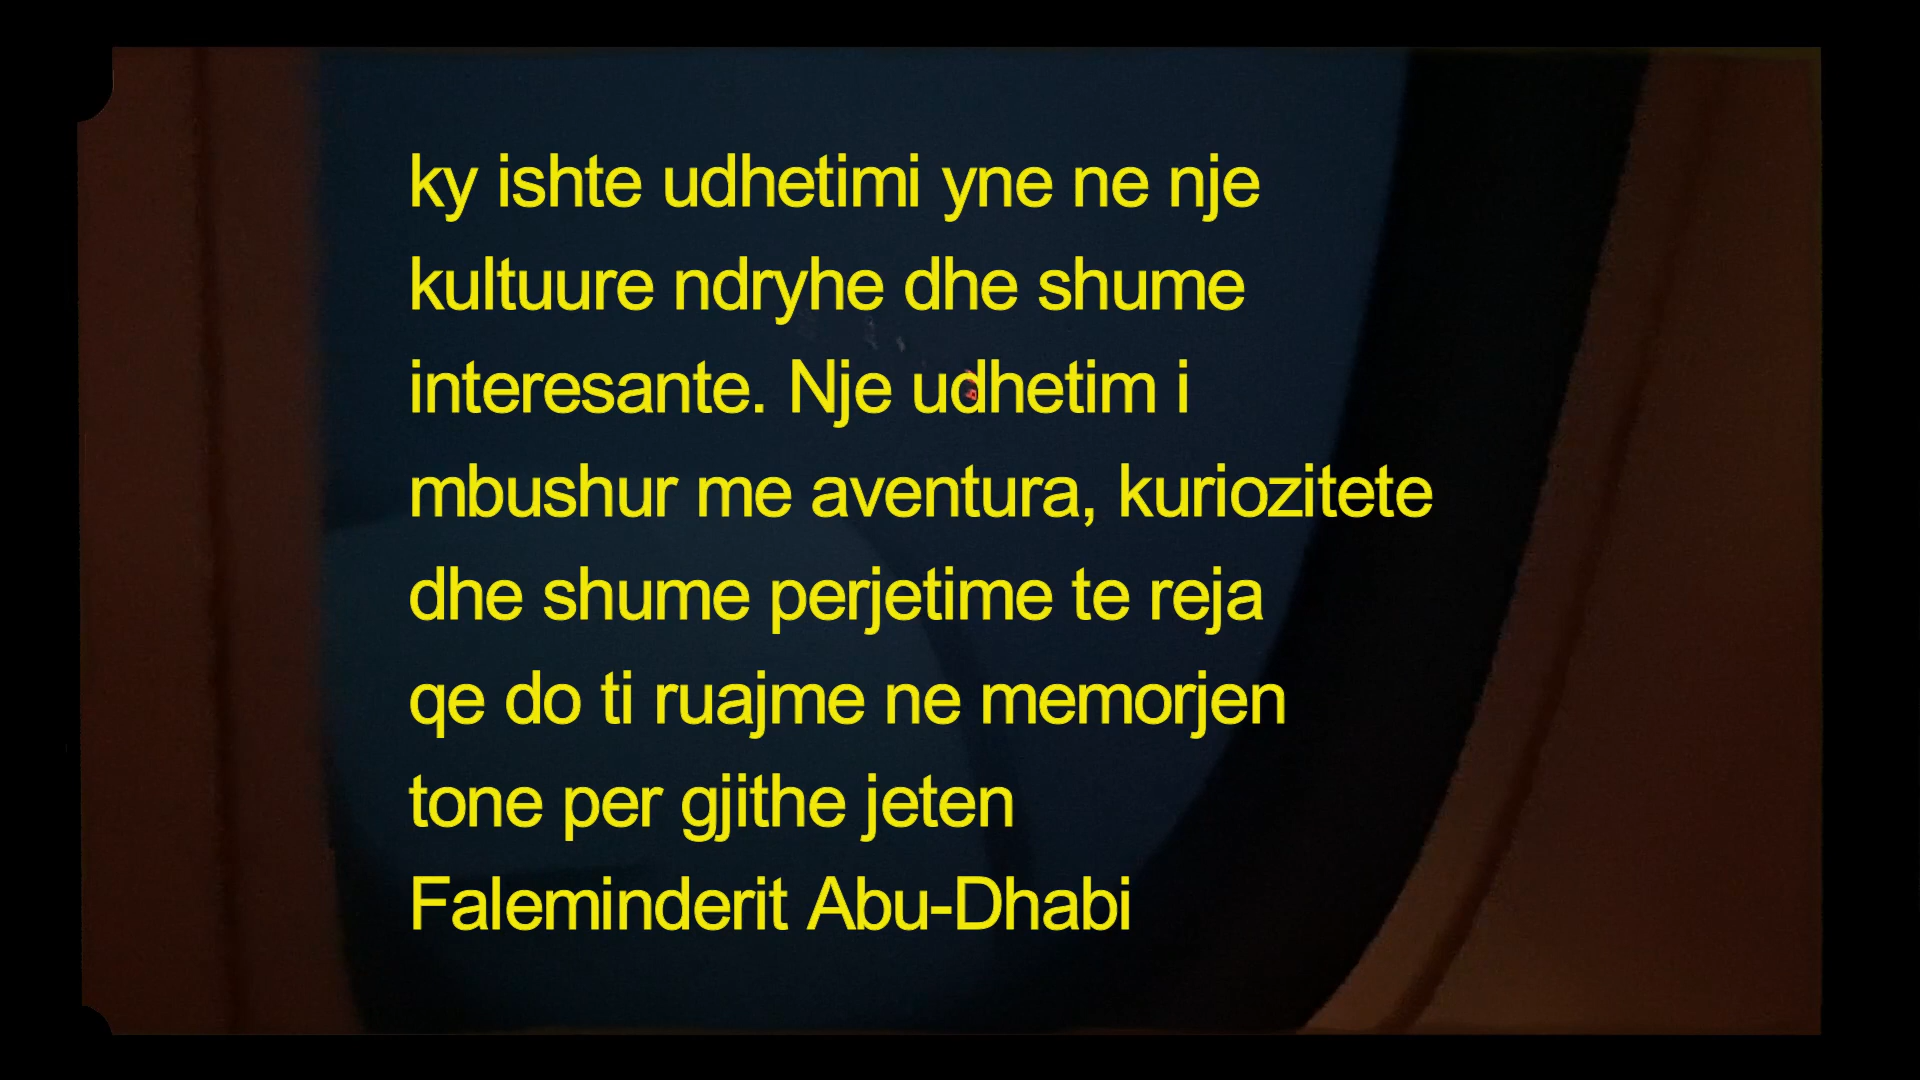 ky ishte udhetimi yne ne nje
kultuure ndryhe dhe shume
interesante. Nje udhetim i
mbushur me aventura, kuriozitete
dhe shume perjetime te reja
qe do ti ruajme ne memorjen
tone per gjithe jeten
Faleminderit Abu-Dhabi